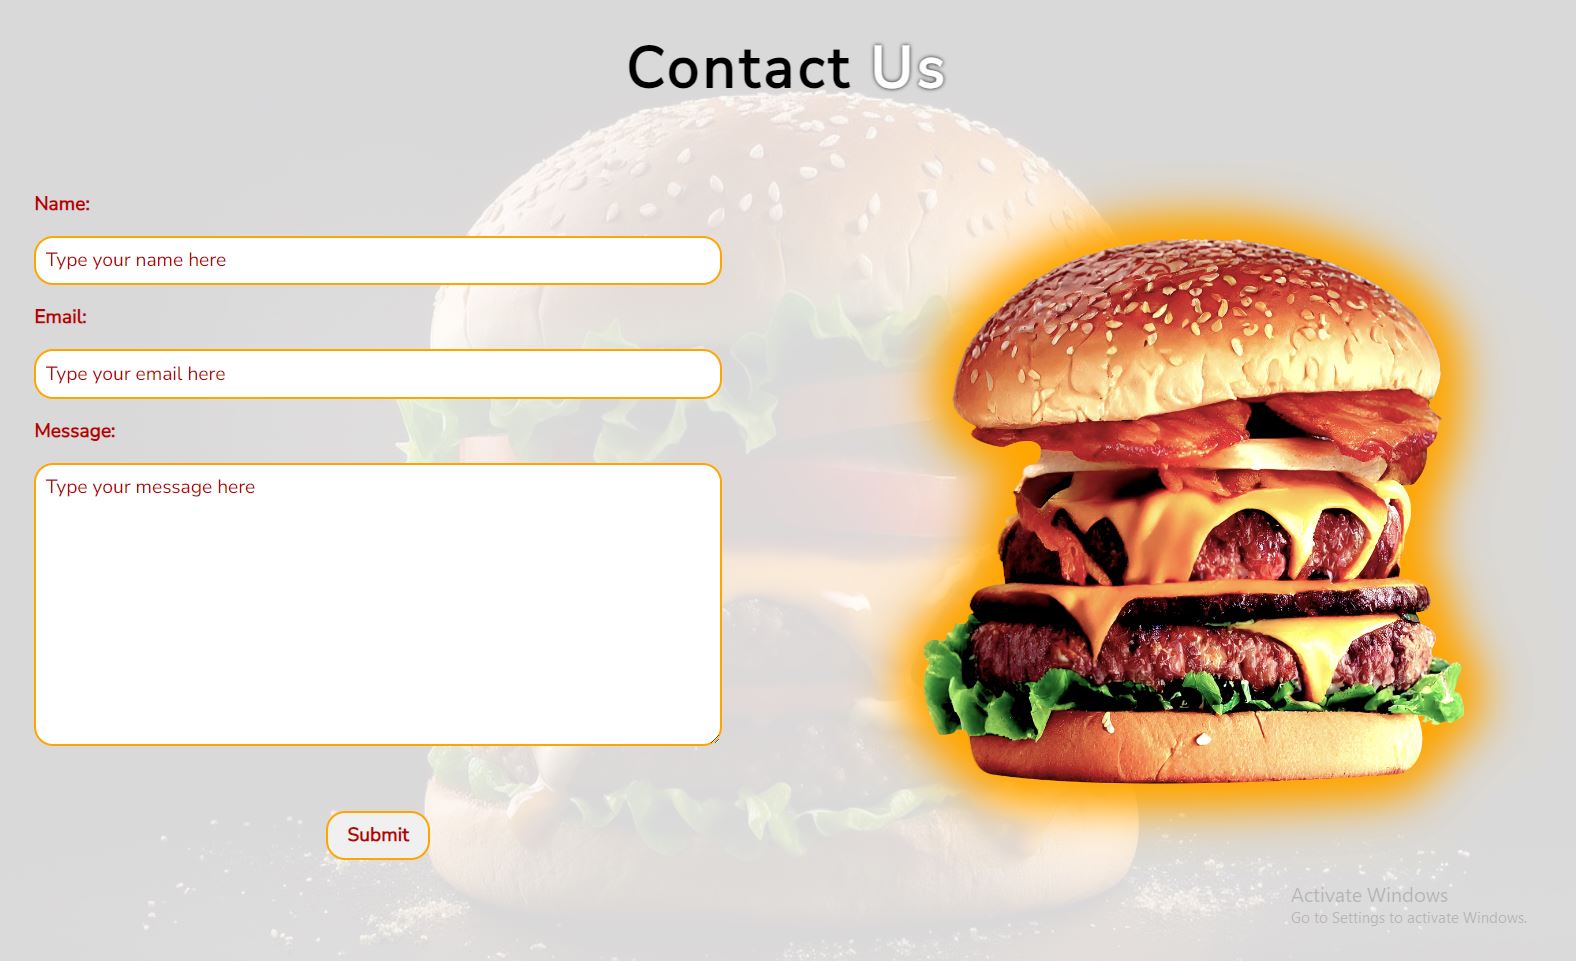 Contact Us
Name:
Type your name here
Email:
Type your email here
Message:
Type your message here
Submit
Activate Windows
Go to Settings to activate Windows.